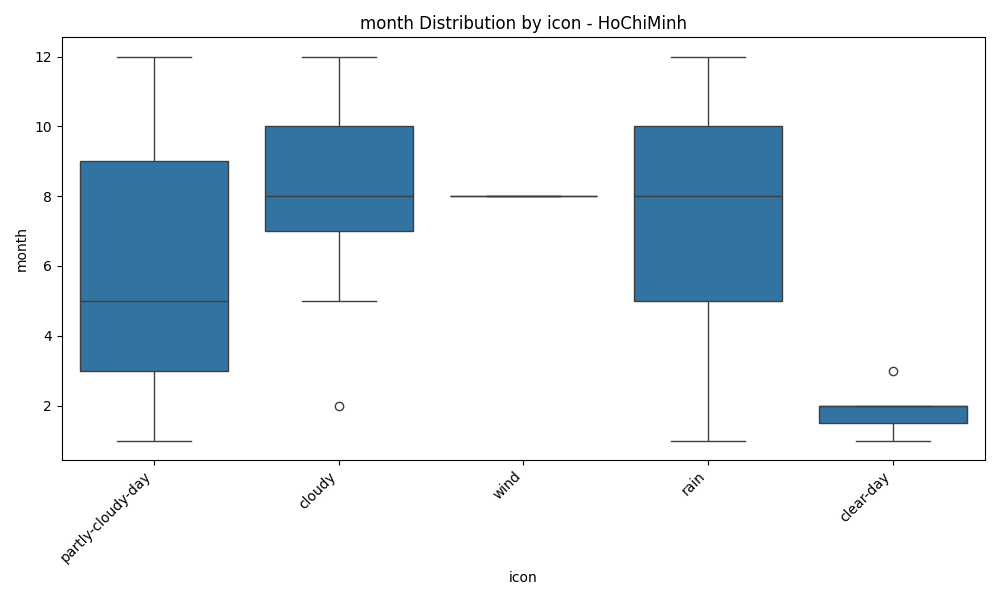 month Distribution by icon - HoChiMinh
month
12
10
8
6
4
2
partly-cloudy-day
cloudy
wind
rain
clear-day
icon